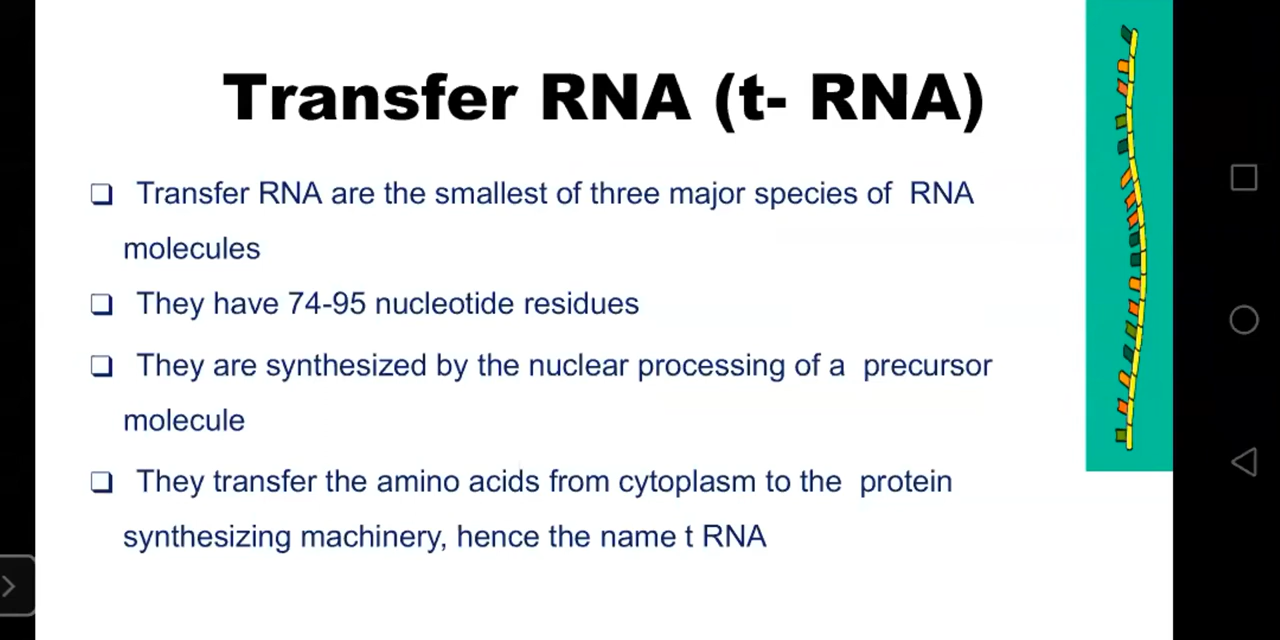 Transfer RNA (t- RNA)
❑ Transfer RNA are the smallest of three major species of RNA
molecules
❑ They have 74-95 nucleotide residues
❑ They are synthesized by the nuclear processing of a precursor
molecule
❑ They transfer the amino acids from cytoplasm to the protein
synthesizing machinery, hence the name t RNA